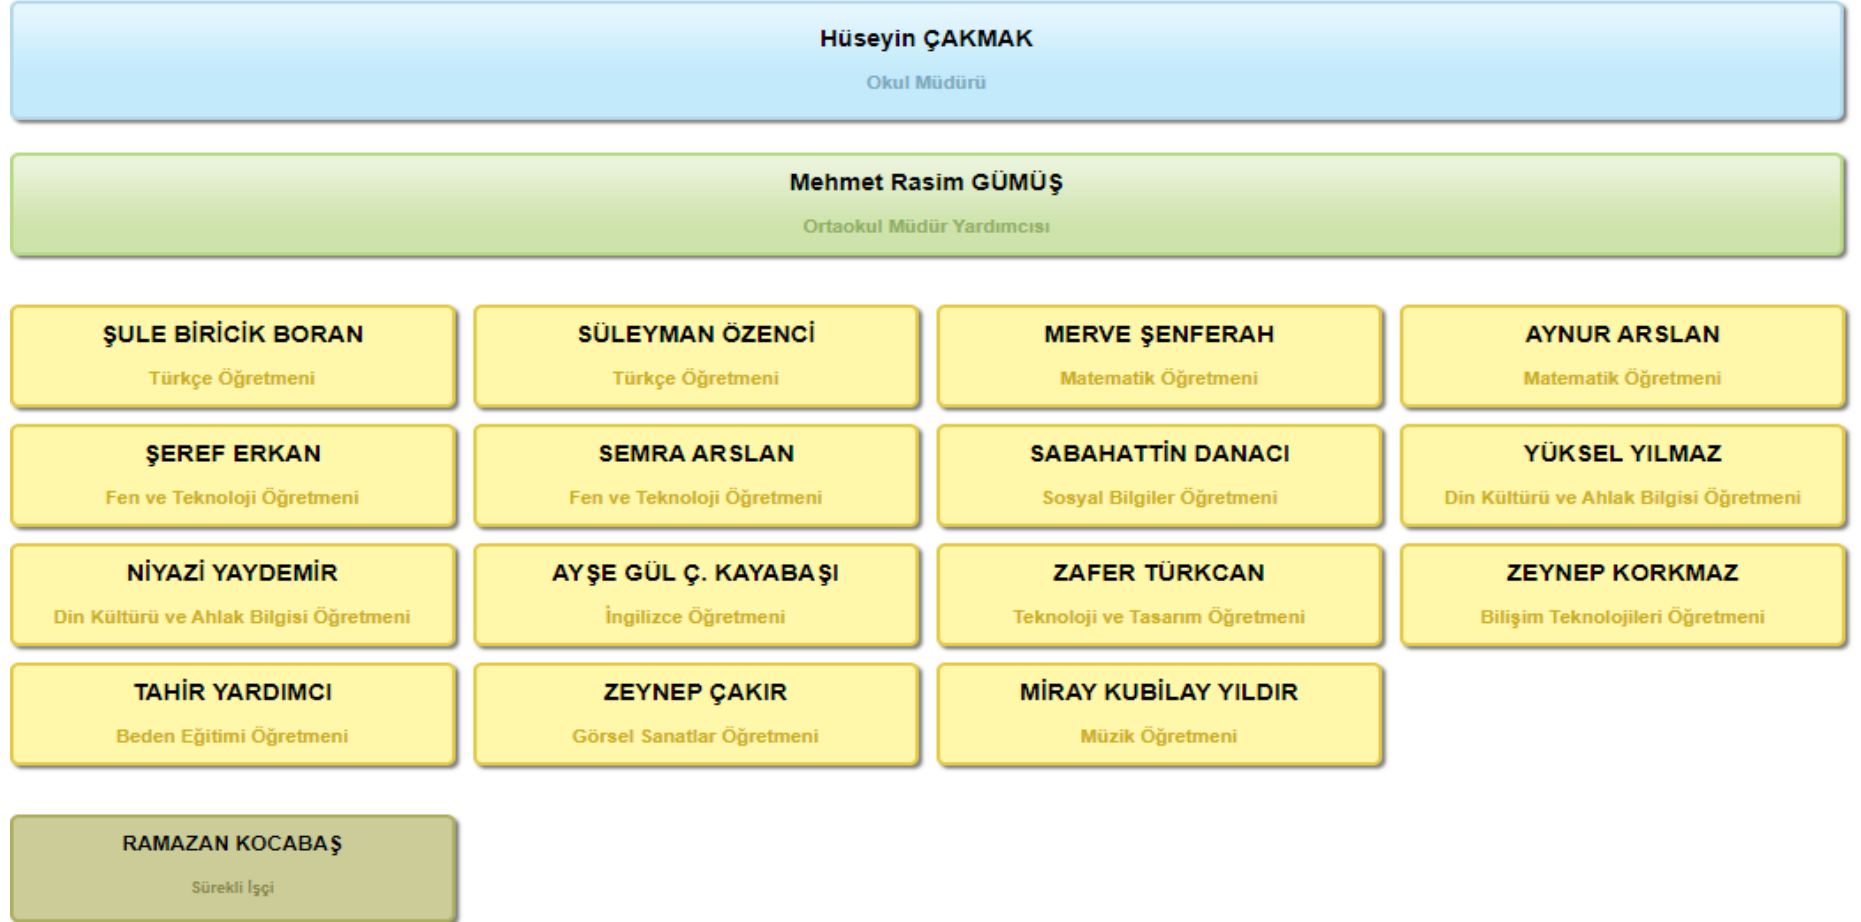 Hüseyin ÇAKMAK
Okul Müdürü
Mehmet Rasim GÜMÜŞ
Ortaokul Müdür Yardımcısı
ŞULE BİRİCİK BORAN
Türkçe Öğretmeni
SÜLEYMAN ÖZENCİ
Türkçe Öğretmeni
MERVE ŞENFERAH
Matematik Öğretmeni
AYNUR ARSLAN
Matematik Öğretmeni
ŞEREF ERKAN
Fen ve Teknoloji Öğretmeni
SEMRA ARSLAN
Fen ve Teknoloji Öğretmeni
SABAHATTİN DANACI
Sosyal Bilgiler Öğretmeni
YÜKSEL YILMAZ
Din Kültürü ve Ahlak Bilgisi Öğretmeni
NİYAZİ YAYDEMİR
Din Kültürü ve Ahlak Bilgisi Öğretmeni
AYŞE GÜL Ç. KAYABAŞI
İngilizce Öğretmeni
ZAFER TÜRKCAN
Teknoloji ve Tasarım Öğretmeni
ZEYNEP KORKMAZ
Bilişim Teknolojileri Öğretmeni
TAHİR YARDIMCI
Beden Eğitimi Öğretmeni
ZEYNEP ÇAKIR
Görsel Sanatlar Öğretmeni
MİRAY KUBİLAY YILDIR
Müzik Öğretmeni
RAMAZAN KOCABAŞ
Sürekli İşçi